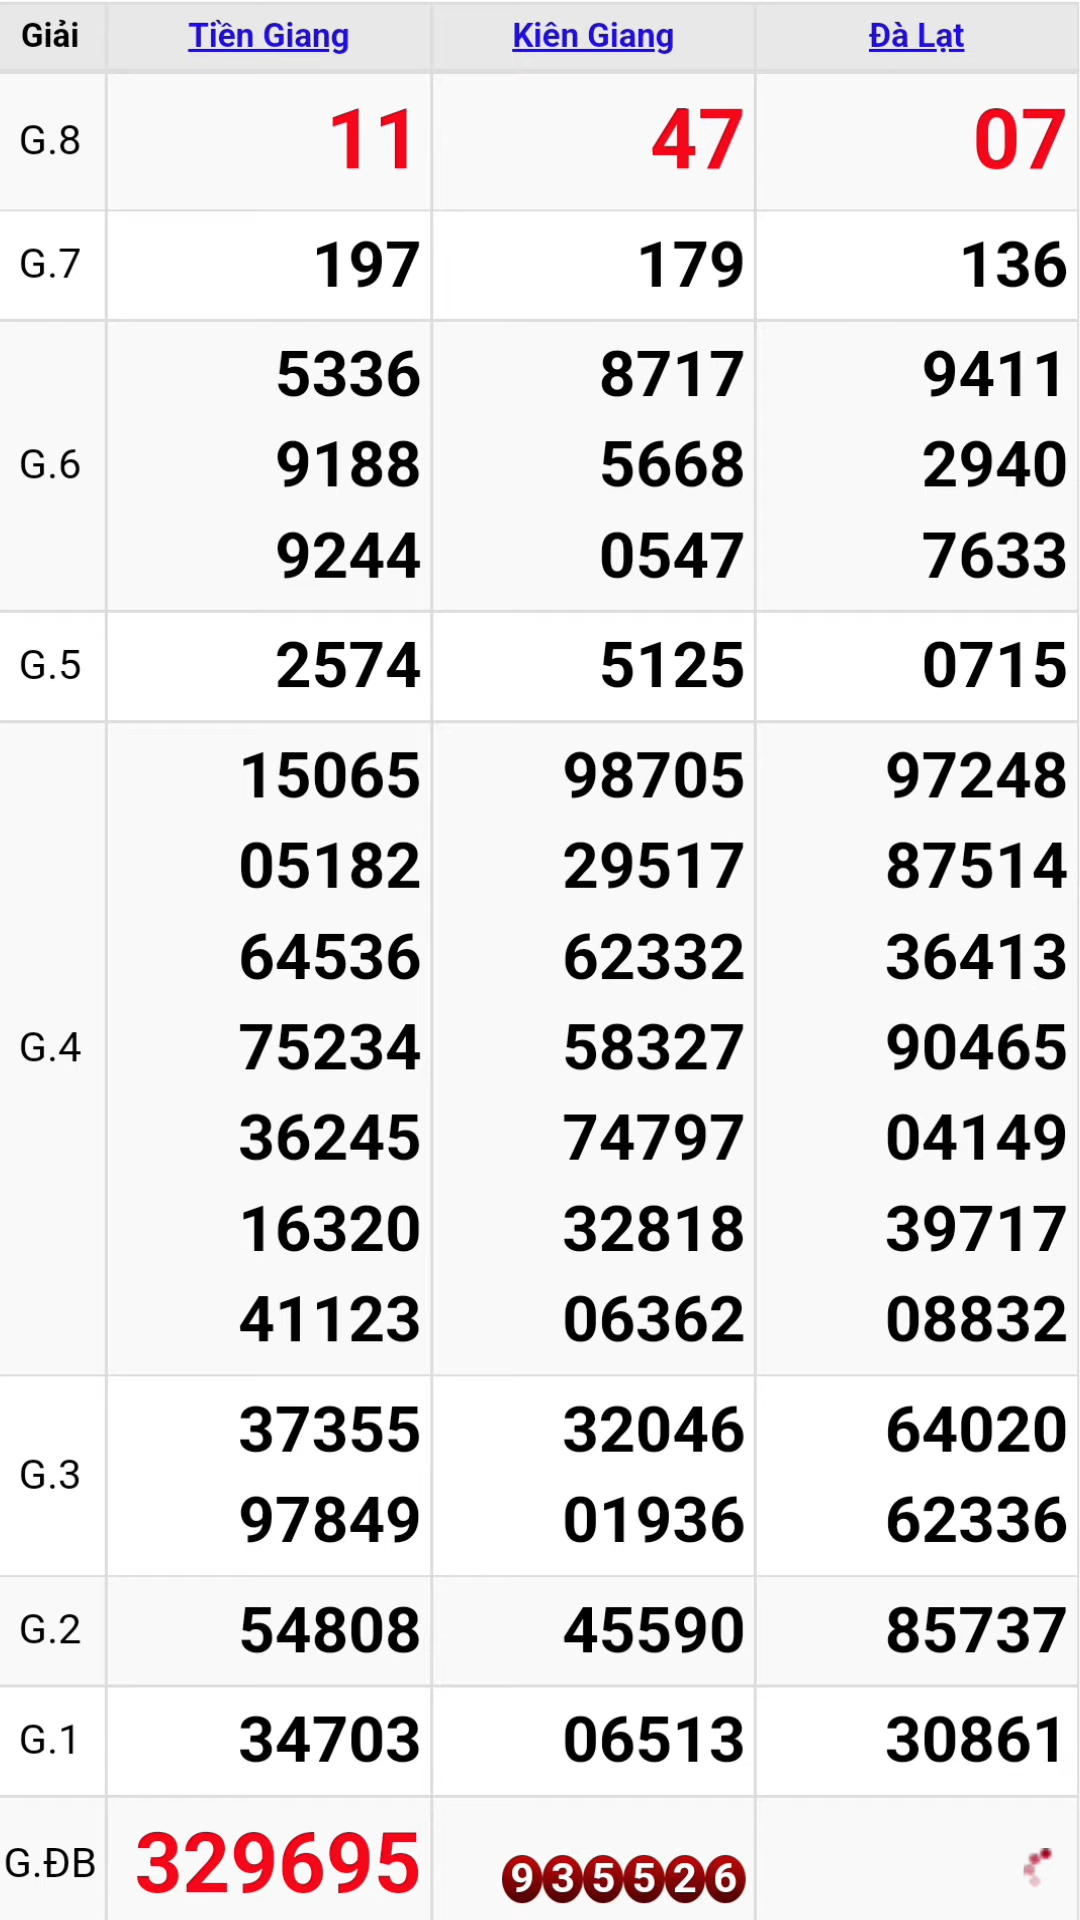 Giải Tiền Giang Kiên Giang Đà Lạt
G.8 11 47 07
G.7 197 179 136
5336 8717 9411
G.6 9188 5668 2940
9244 0547 7633
G.5 2574 5125 0715
15065 98705 97248
05182 29517 87514
64536 62332 36413
G.4 75234 58327 90465
36245 74797 04149
16320 32818 39717
41123 06362 08832
G.3 37355 32046 64020
97849 01936 62336
G.2 54808 45590 85737
G.1 34703 06513 30861
G.ĐB 329695 935526